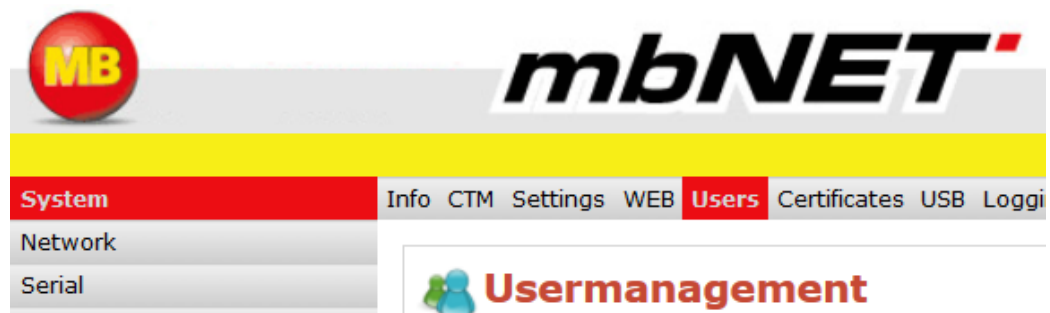 MB
mbNET
System
Info CTM Settings WEB Users Certificates USB
Network
Serial
Usermanagement